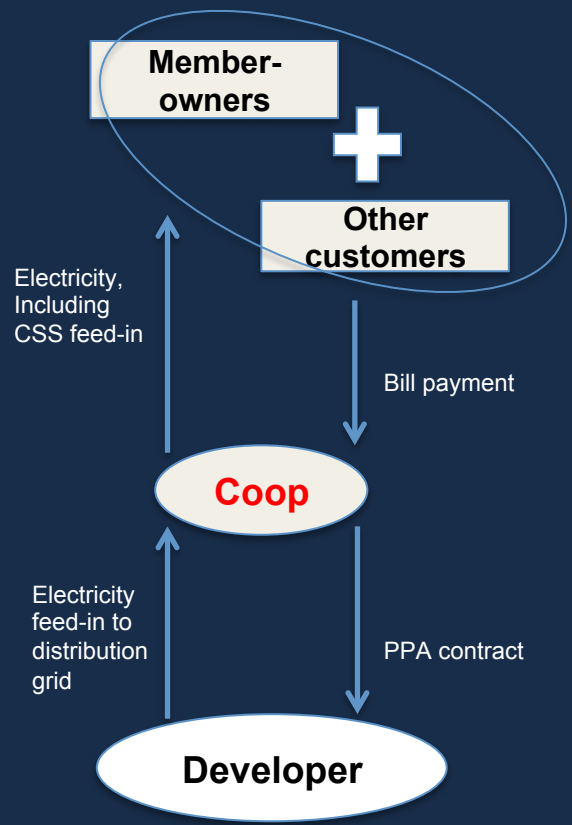 Member-
owners
Other
customers
Electricity,
Including
CSS feed-in
Bill payment
Coop
Electricity
feed-in to
distribution
grid
PPA contract
Developer